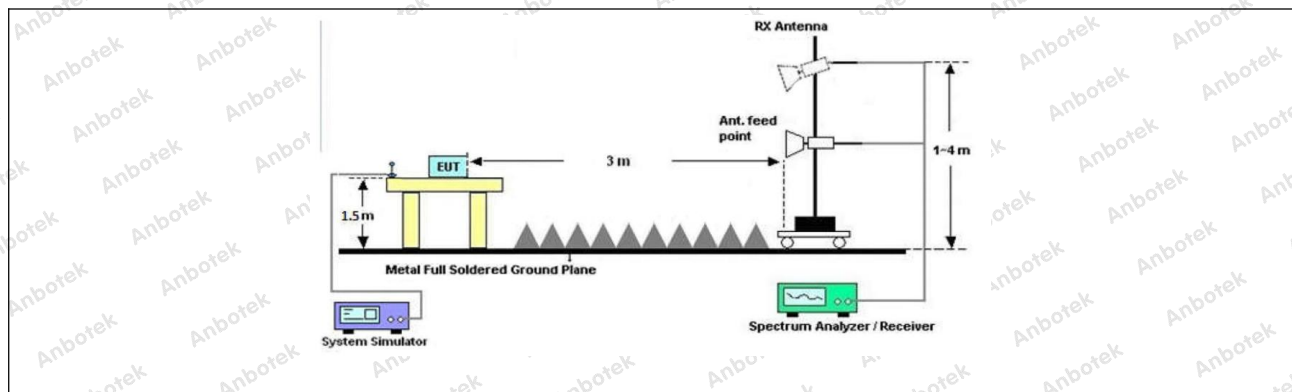 RX Antenna
Ant. feed
point
1~4 m
3 m
EUT
1.5 m
Metal Full Soldered Ground Plane
System Simulator
Spectrum Analyzer / Receiver
Anbotek